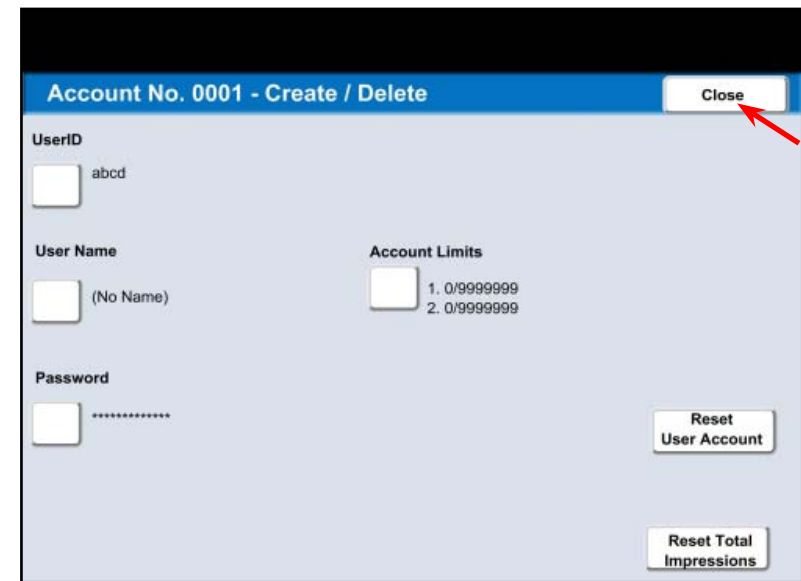 Account No. 0001 - Create / Delete
Close
UserID
abcd
User Name
(No Name)
Account Limits
1. 0/9999999
2. 0/9999999
Password
*************
Reset
User Account
Reset Total
Impressions